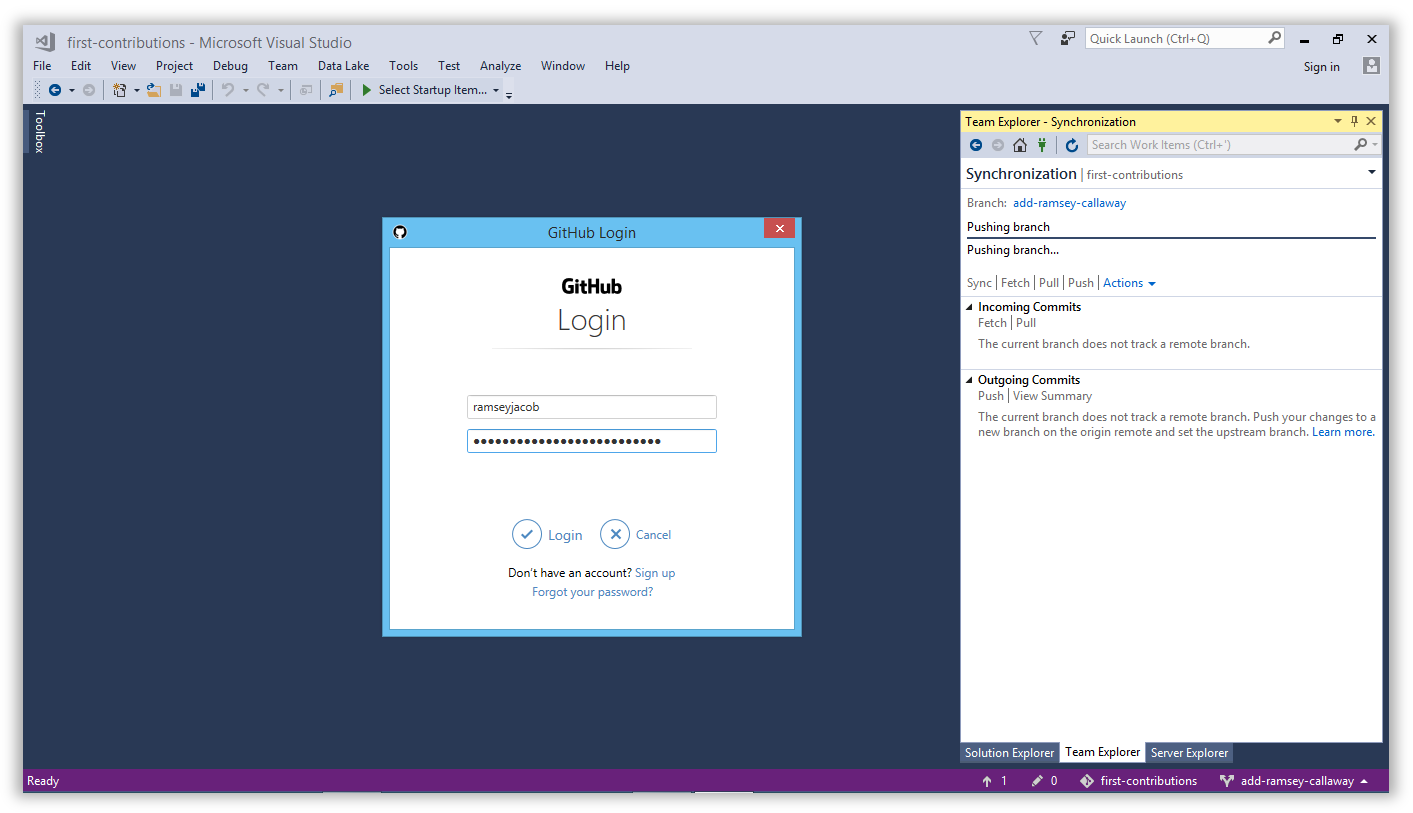 first-contributions - Microsoft Visual Studio
Quick Launch (Ctrl+Q)
File Edit View Project Debug Team Data Lake Tools Test Analyze Window Help
Sign in
Select Startup Item...
Toolbox
GitHub Login
GitHub
Login
ramseyjacob
Login Cancel
Don't have an account? Sign up
Forgot your password?
Team Explorer - Synchronization
Search Work Items (Ctrl+')
Synchronization | first-contributions
Branch: add-ramsey-callaway
Pushing branch
Pushing branch...
Sync | Fetch | Pull | Push | Actions
Incoming Commits
Fetch | Pull
The current branch does not track a remote branch.
Outgoing Commits
Push | View Summary
The current branch does not track a remote branch. Push your changes to a
new branch on the origin remote and set the upstream branch. Learn more.
Solution Explorer Team Explorer Server Explorer
Ready
1 0 first-contributions add-ramsey-callaway